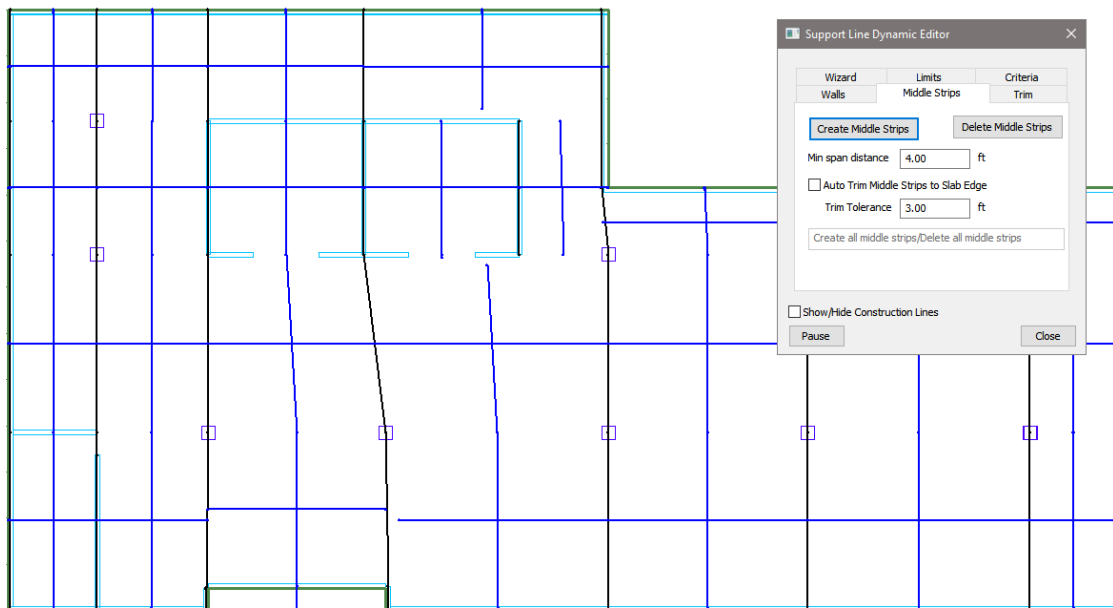 Support Line Dynamic Editor
Wizard Limits Criteria
Walls Middle Strips Trim
Create Middle Strips Delete Middle Strips
Min span distance 4.00 ft
Auto Trim Middle Strips to Slab Edge
Trim Tolerance 3.00 ft
Create all middle strips/Delete all middle strips
Show/Hide Construction Lines
Pause Close